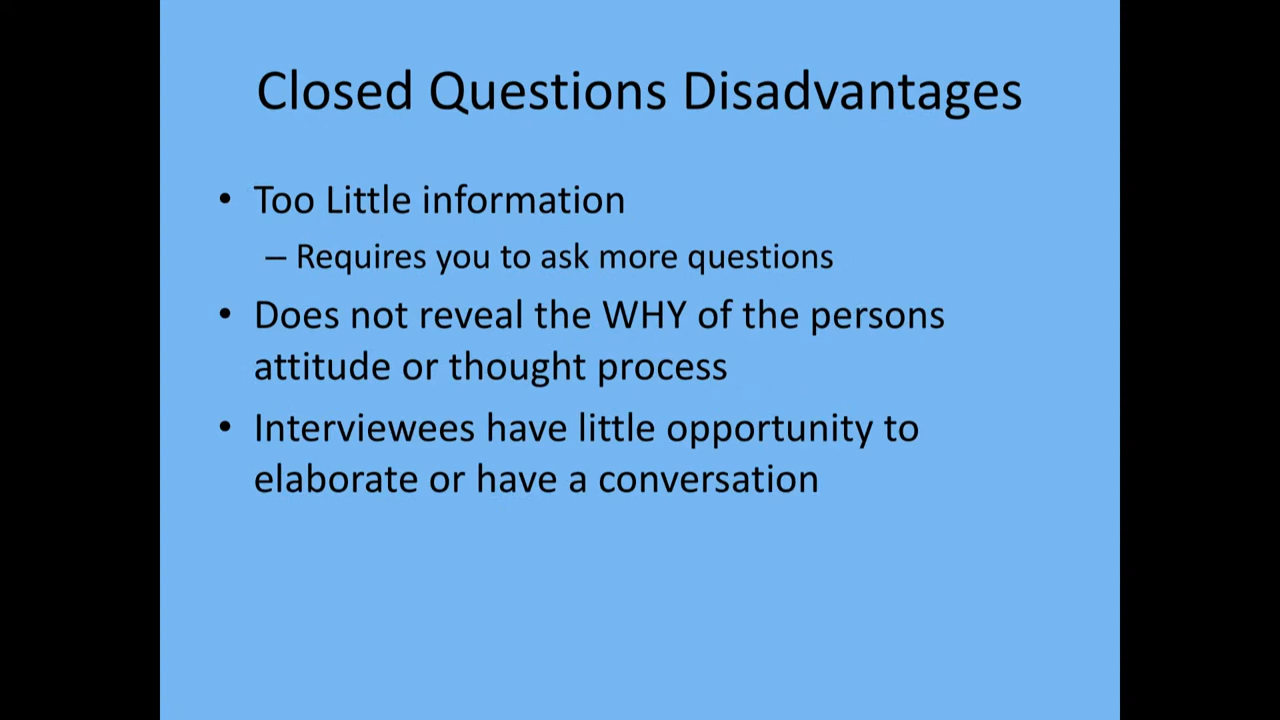 Closed Questions Disadvantages
• Too Little information
– Requires you to ask more questions
• Does not reveal the WHY of the persons
attitude or thought process
• Interviewees have little opportunity to
elaborate or have a conversation